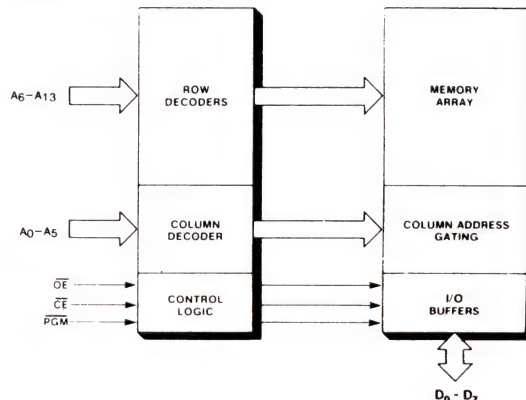 A6–A13
ROW
DECODERS
MEMORY
ARRAY
A0–A5
COLUMN
DECODER
COLUMN ADDRESS
GATING
OE
CE
PGM
CONTROL
LOGIC
I/O
BUFFERS
D0 - D7